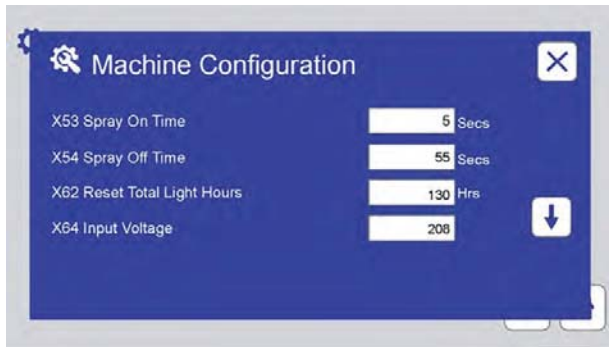 Machine Configuration
X53 Spray On Time 5 Secs
X54 Spray Off Time 55 Secs
X62 Reset Total Light Hours 130 Hrs
X64 Input Voltage 208